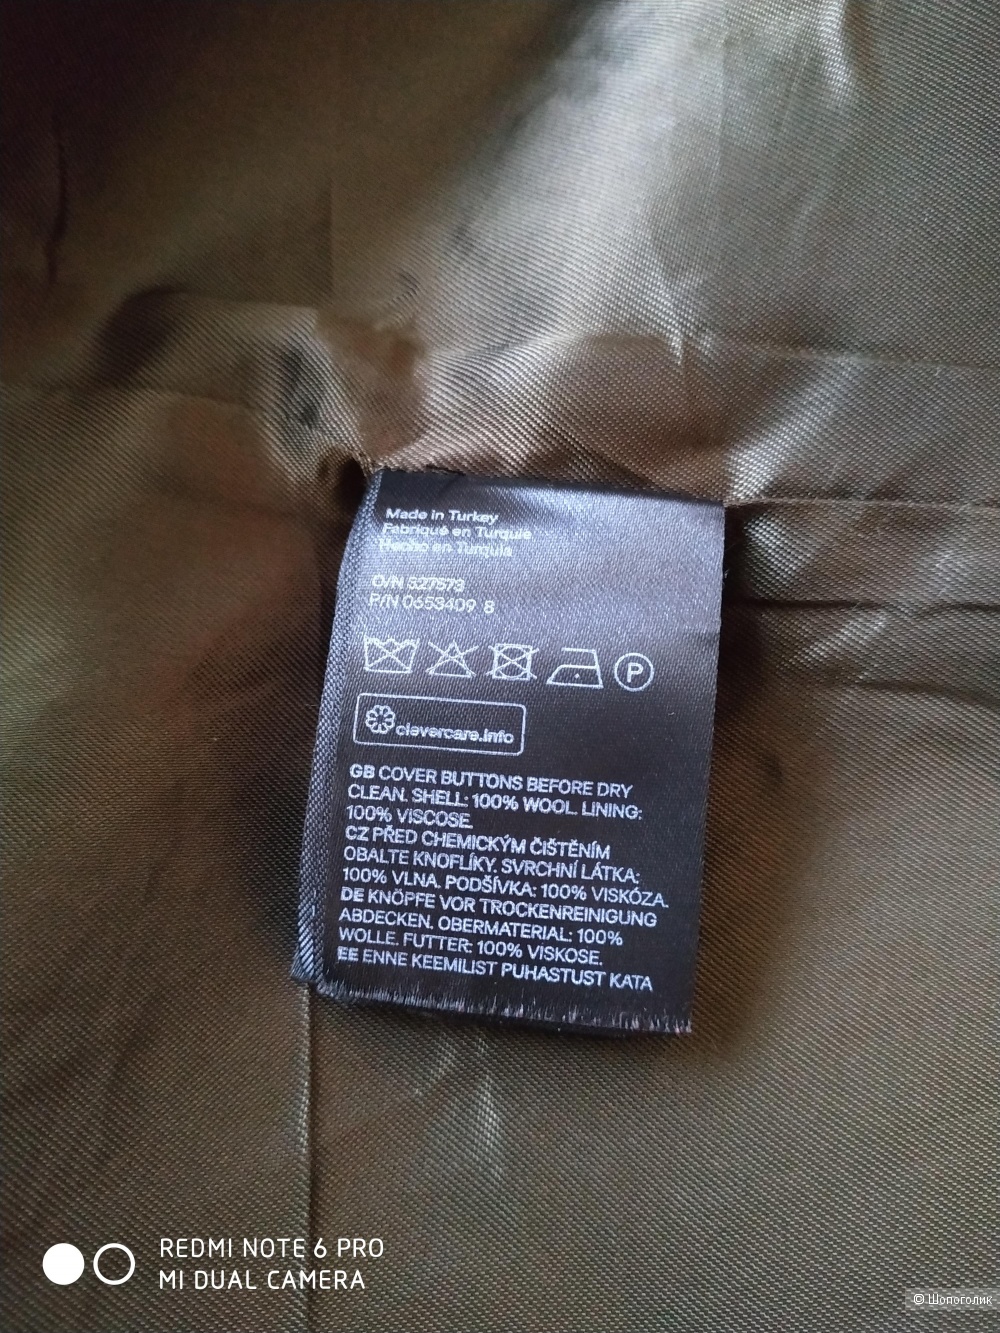 Made in Turkey
Fabriqué en Turquie
Hecho en Turquía
O/N 327573
P/N 0653409 8
P
clevercare.info
GB COVER BUTTONS BEFORE DRY
CLEAN. SHELL: 100% WOOL. LINING:
100% VISCOSE.
CZ PŘED CHEMICKÝM ČIŠTĚNÍM
OBALTE KNOFLÍKY. SVRCHNÍ LÁTKA:
100% VLNA. PODŠÍVKA: 100% VISKÓZA.
DE KNÖPFE VOR TROCKENREINIGUNG
ABDECKEN. OBERMATERIAL: 100%
WOLLE. FUTTER: 100% VISKOSE.
EE ENNE KEEMILIST PUHASTUST KATA
REDMI NOTE 6 PRO
MI DUAL CAMERA
© Шопоголик